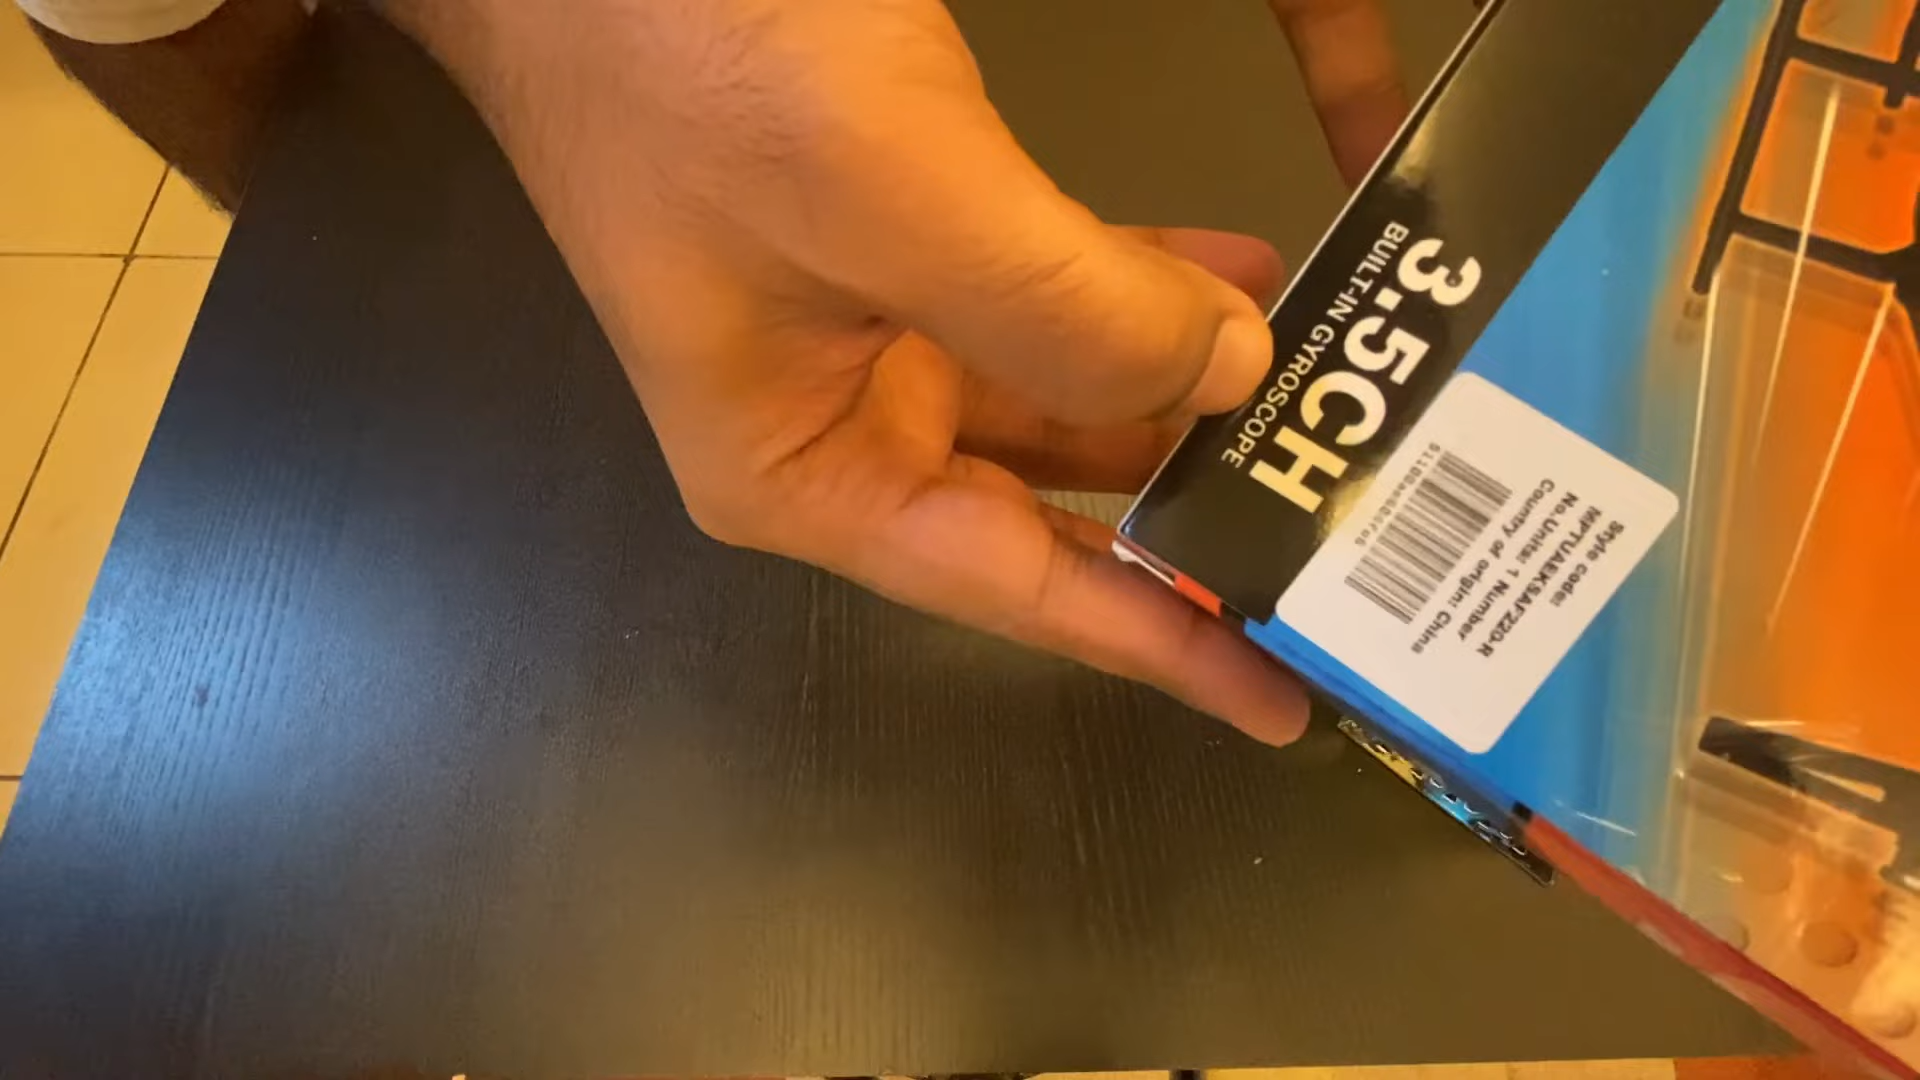 3.5CH
BUILT-IN GYROSCOPE
Style code:
MPTUAEKSAF2220-R
No.Units: 1 Number
Country of origin: China